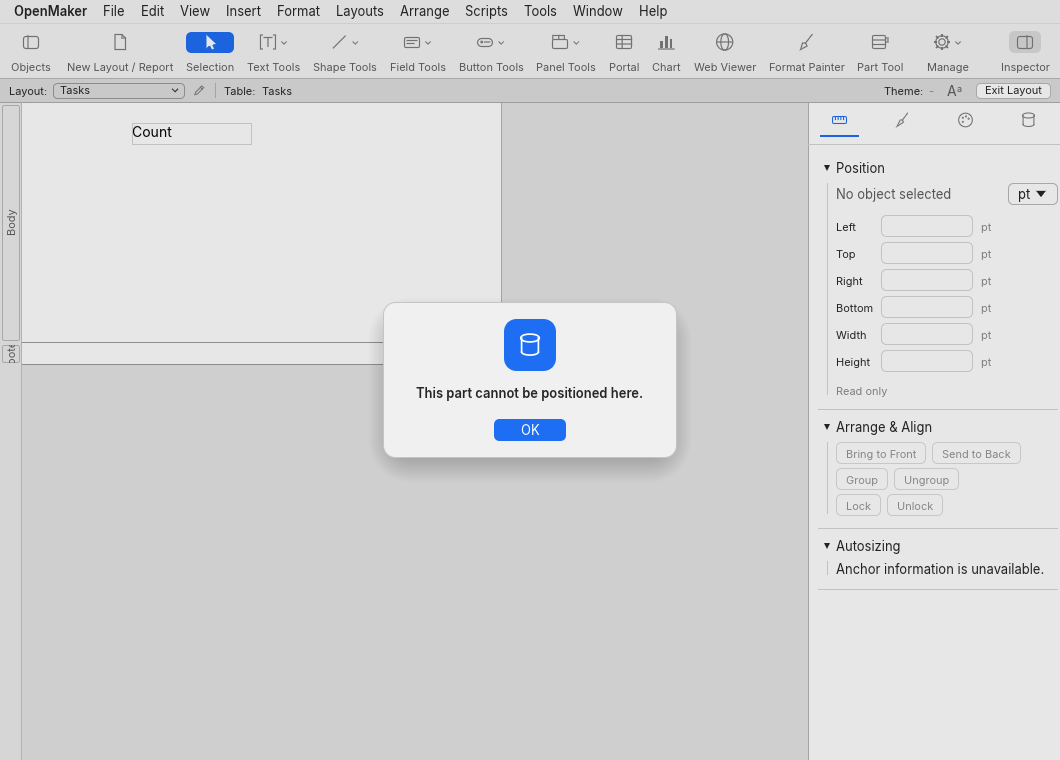 OpenMaker File Edit View Insert Format Layouts Arrange Scripts Tools Window Help
Objects New Layout / Report Selection Text Tools Shape Tools Field Tools Button Tools Panel Tools Portal Chart Web Viewer Format Painter Part Tool Manage Inspector
Layout: Tasks Table: Tasks Theme: - Aa Exit Layout
Count
Body
Position
No object selected pt
Left pt
Top pt
Right pt
Bottom pt
Width pt
Height pt
Read only
This part cannot be positioned here.
OK
Arrange & Align
Bring to Front Send to Back
Group Ungroup
Lock Unlock
Autosizing
Anchor information is unavailable.